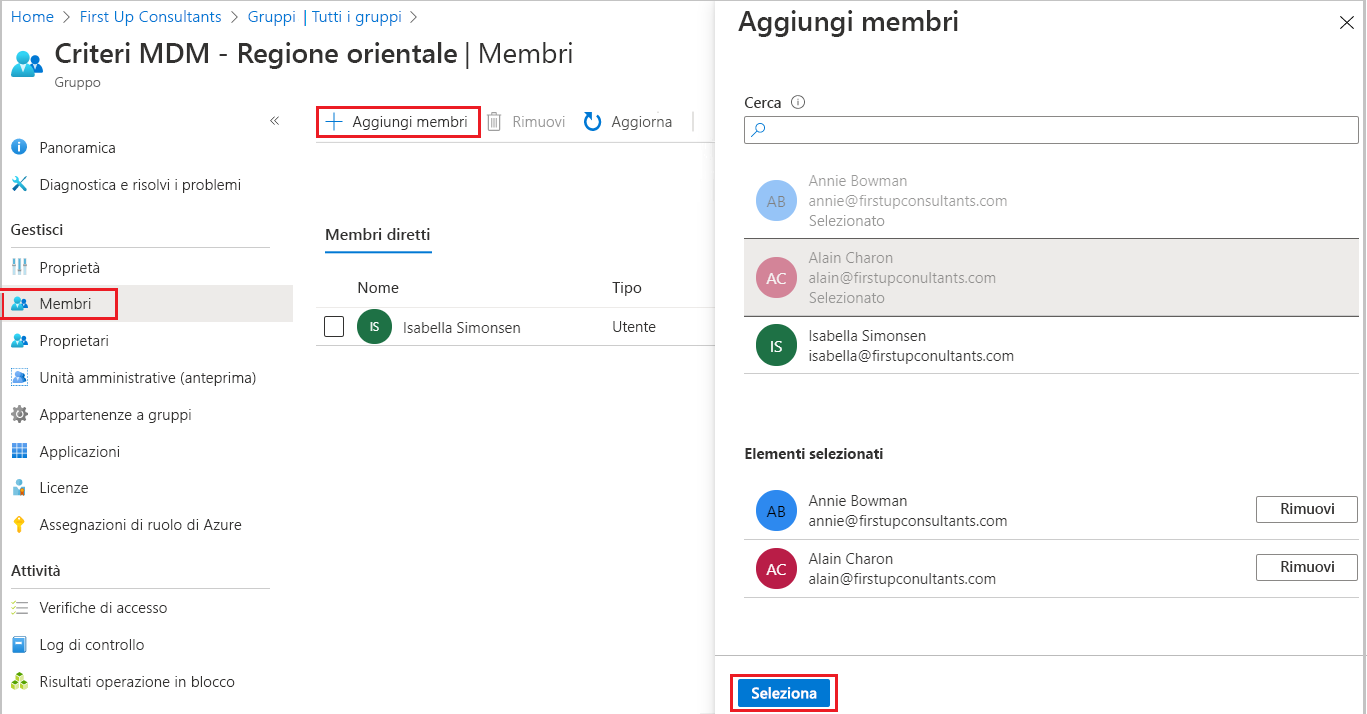 Home > First Up Consultants > Gruppi | Tutti i gruppi >
Criteri MDM - Regione orientale | Membri
Gruppo
«
Panoramica
Diagnostica e risolvi i problemi
Gestisci
Proprietà
Membri
Proprietari
Unità amministrative (anteprima)
Appartenenze a gruppi
Applicazioni
Licenze
Assegnazioni di ruolo di Azure
Attività
Verifiche di accesso
Log di controllo
Risultati operazione in blocco
+ Aggiungi membri Rimuovi Aggiorna
Membri diretti
Nome Tipo
IS Isabella Simonsen Utente
Aggiungi membri
Cerca
AB
Annie Bowman
annie@firstupconsultants.com
Selezionato
AC
Alain Charon
alain@firstupconultants.com
Selezionato
IS
Isabella Simonsen
isabella@firstupconultants.com
Elementi selezionati
AB
Annie Bowman
annie@firstupconsultants.com
Rimuovi
AC
Alain Charon
alain@firstupconultants.com
Rimuovi
Seleziona